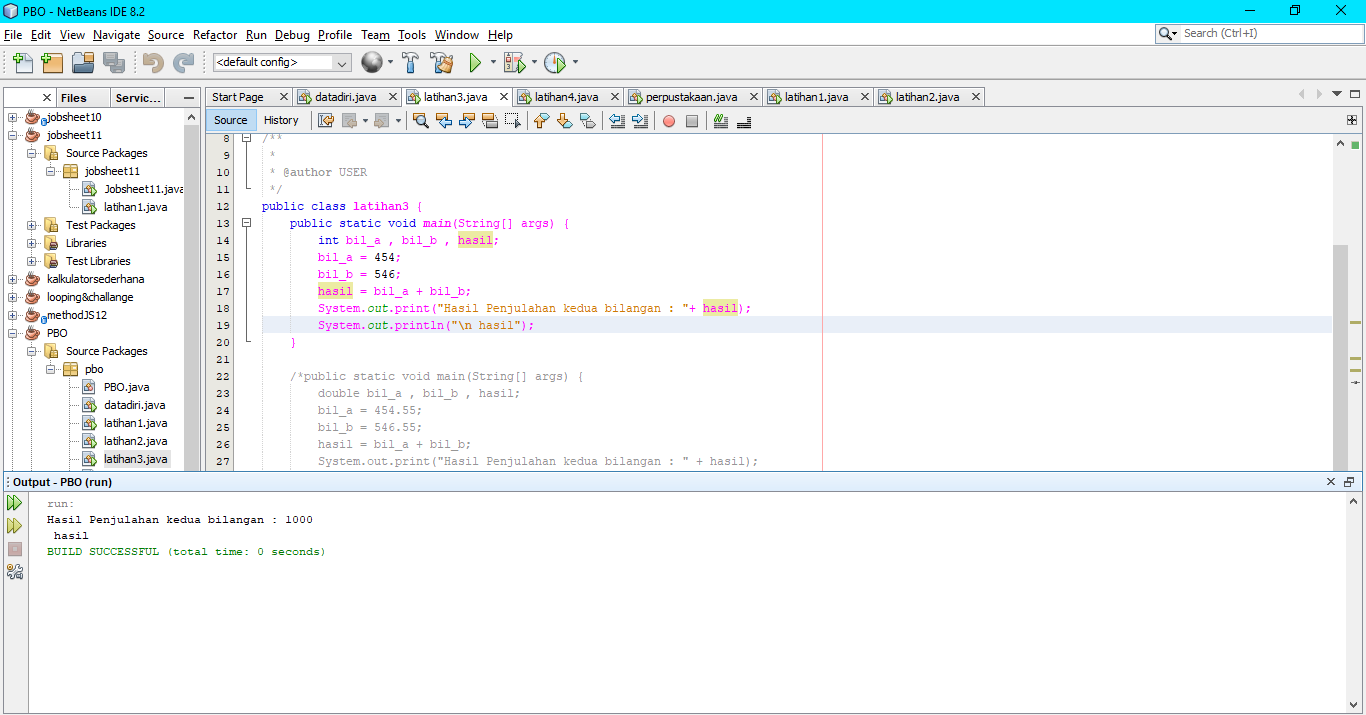 PBO - NetBeans IDE 8.2
File Edit View Navigate Source Refactor Run Debug Profile Team Tools Window Help
Search (Ctrl+I)
<default config>
Files
Servic...
Start Page
datadiri.java
latihan3.java
latihan4.java
perpustakaan.java
latihan1.java
latihan2.java
jobsheet10
jobsheet11
Source Packages
jobsheet11
Jobsheet11.java
latihan1.java
Test Packages
Libraries
Test Libraries
kalkulatorsederhana
looping&challange
methodJS12
PBO
Source Packages
pbo
PBO.java
datadiri.java
latihan1.java
latihan2.java
latihan3.java
Source History
8 /**
9 *
10 * @author USER
11 */
12 public class latihan3 {
13 public static void main(String[] args) {
14 int bil_a , bil_b , hasil;
15 bil_a = 454;
16 bil_b = 546;
17 hasil = bil_a + bil_b;
18 System.out.print("Hasil Penjulahan kedua bilangan : "+ hasil);
19 System.out.println("\n hasil");
20 }
21
22 /*public static void main(String[] args) {
23 double bil_a , bil_b , hasil;
24 bil_a = 454.55;
25 bil_b = 546.55;
26 hasil = bil_a + bil_b;
27 System.out.print("Hasil Penjulahan kedua bilangan : " + hasil);
Output - PBO (run)
run:
Hasil Penjulahan kedua bilangan : 1000
hasil
BUILD SUCCESSFUL (total time: 0 seconds)